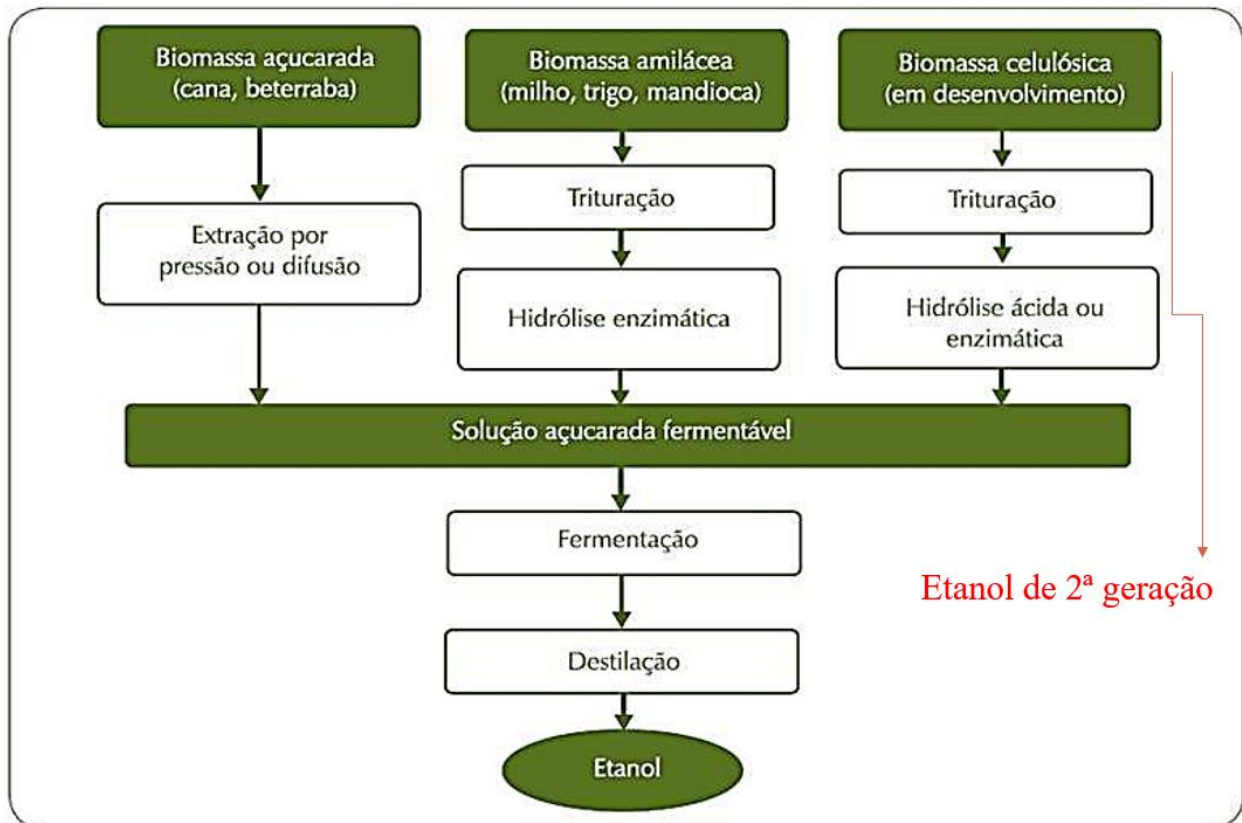 Biomassa açucarada
(cana, beterraba)
Biomassa amilácea
(milho, trigo, mandioca)
Biomassa celulósica
(em desenvolvimento)
Extração por
pressão ou difusão
Trituração
Hidrólise enzimática
Trituração
Hidrólise ácida ou
enzimática
Solução açucarada fermentável
Fermentação
Destilação
Etanol
Etanol de 2ª geração